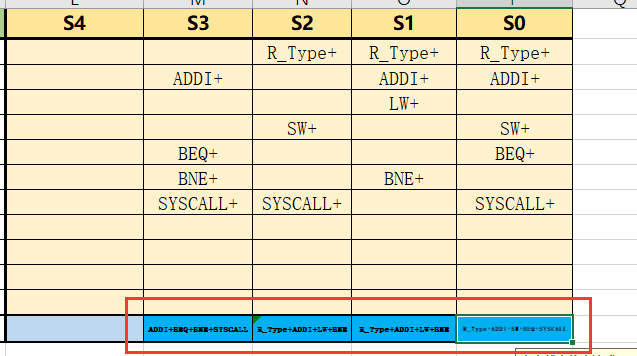 S4 S3 S2 S1 S0
R_Type+ R_Type+ R_Type+
ADDI+ ADDI+ ADDI+
LW+
SW+ SW+
BEQ+ BEQ+
BNE+ BNE+
SYSCALL+ SYSCALL+ SYSCALL+
ADDI+BEQ+BNE+SYSCALL R_Type+ADDI+LW+BNE R_Type+ADDI+LW+BNE R_Type+ADDI+SW+BEQ+SYSCALL